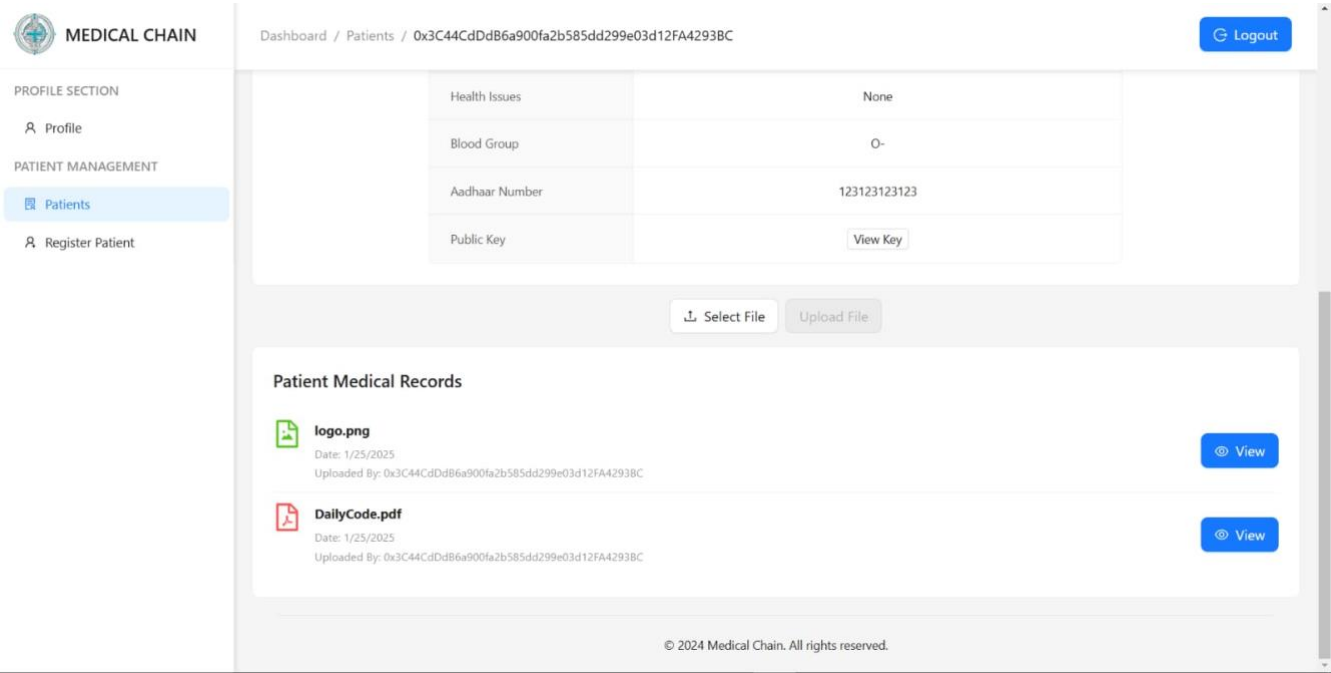 MEDICAL CHAIN
Dashboard / Patients / 0x3C44CdDdB6a900fa2b585dd299e03d12FA4293BC
Logout
PROFILE SECTION
Profile
PATIENT MANAGEMENT
Patients
Register Patient
Health Issues None
Blood Group O-
Aadhaar Number 123123123123
Public Key View Key
Select File Upload File
Patient Medical Records
logo.png
Date: 1/25/2025
Uploaded By: 0x3C44CdDdB6a900fa2b585dd299e03d12FA4293BC
View
DailyCode.pdf
Date: 1/25/2025
Uploaded By: 0x3C44CdDdB6a900fa2b585dd299e03d12FA4293BC
View
© 2024 Medical Chain. All rights reserved.